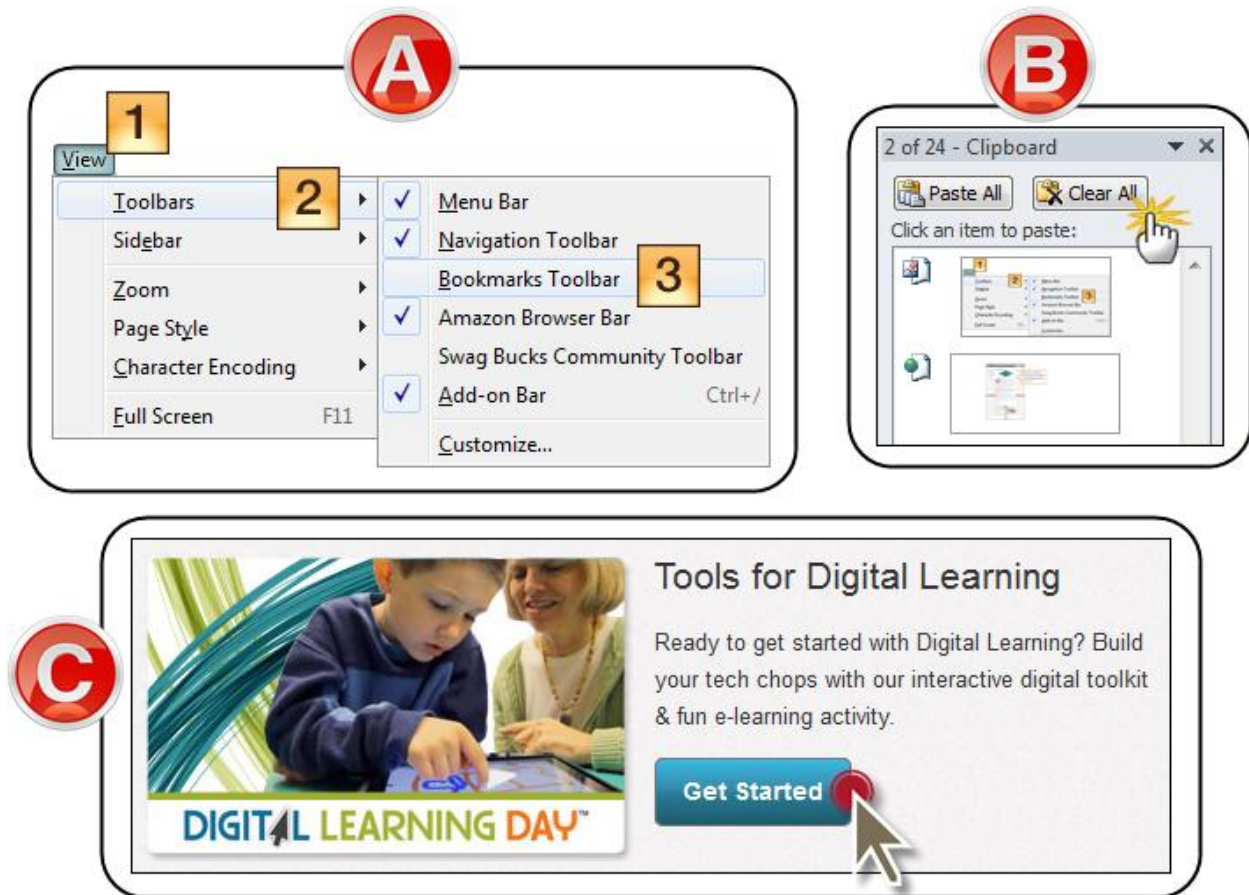 A
1
View
Toolbars
2
Sidebar
Zoom
Page Style
Character Encoding
Full Screen F11
Menu Bar
Navigation Toolbar
Bookmarks Toolbar
3
Amazon Browser Bar
Swag Bucks Community Toolbar
Add-on Bar Ctrl+/
Customize...
B
2 of 24 - Clipboard
Paste All Clear All
Click an item to paste:
C
DIGITAL LEARNING DAY™
Tools for Digital Learning
Ready to get started with Digital Learning? Build
your tech chops with our interactive digital toolkit
& fun e-learning activity.
Get Started